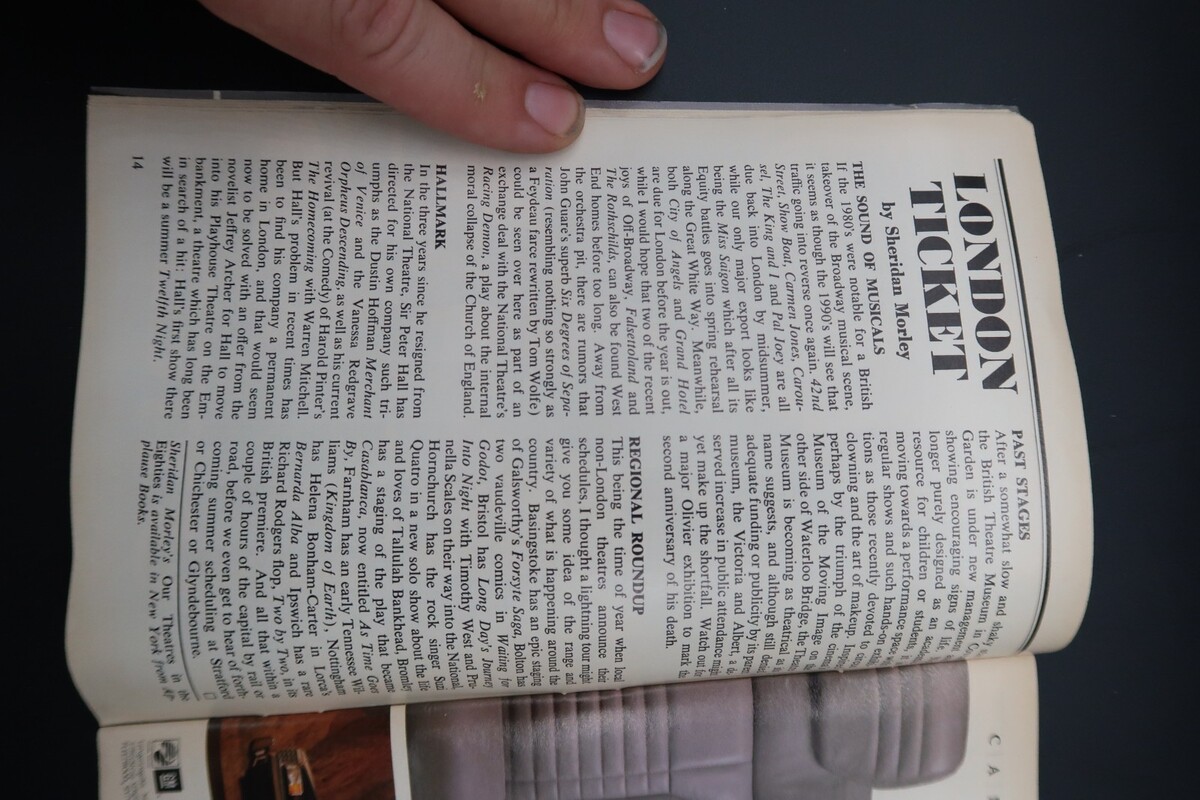 LONDON
TICKET
by Sheridan Morley
THE SOUND OF MUSICALS
If the 1980's were notable for a British
takeover of the Broadway musical scene,
it seems as though the 1990's will see that
traffic going into reverse once again. 42nd
Street, Show Boat, Carmen Jones, Carou-
sel, The King and I and Pal Joey are all
due back into London by midsummer,
while our only major export looks like
being the Miss Saigon which after all its
Equity battles goes into spring rehearsal
along the Great White Way. Meanwhile,
both City of Angels and Grand Hotel
are due for London before the year is out,
while I would hope that two of the recent
joys of Off-Broadway, Falsettoland and
The Rothschilds, can also be found West
End homes before too long. Away from
the orchestra pit, there are rumors that
John Guare's superb Six Degrees of Sepa-
ration (resembling nothing so strongly as
a Feydeau farce rewritten by Tom Wolfe)
could be seen over here as part of an
exchange deal with the National Theatre's
Racing Demon, a play about the internal
moral collapse of the Church of England.
HALLMARK
In the three years since he resigned from
the National Theatre, Sir Peter Hall has
directed for his own company such tri-
umphs as the Dustin Hoffman Merchant
of Venice and the Vanessa Redgrave
Orpheus Descending, as well as his current
revival (at the Comedy) of Harold Pinter's
The Homecoming with Warren Mitchell.
But Hall's problem in recent times has
been to find his company a permanent
home in London, and that would seem
now to be solved with an offer from the
novelist Jeffrey Archer for Hall to move
into his Playhouse Theatre on the Em-
bankment, a theatre which has long been
in search of a hit: Hall's first show there
will be a summer Twelfth Night.
14
PAST STAGES
After a somewhat slow and shaky
the British Theatre Museum in
Garden is under new management
showing encouraging signs of life
longer purely designed as an
resource for children or students,
moving towards a performance space
regular shows and such hands-on
tions as those recently devoted to
clowning and the art of makeup.
perhaps by the triumph of the
Museum of the Moving Image on
other side of Waterloo Bridge, the
Museum is becoming as theatrical as
name suggests, and although still
adequate funding or publicity by its
museum, the Victoria and Albert, a
served increase in public attendance
yet make up the shortfall. Watch out for
a major Olivier exhibition to mark the
second anniversary of his death.
REGIONAL ROUNDUP
This being the time of year when local
non-London theatres announce their
schedules, I thought a lightning tour might
give you some idea of the range and
variety of what is happening around the
country. Basingstoke has an epic staging
of Galsworthy's Forsyte Saga, Bolton has
two vaudeville comics in Waiting for
Godot, Bristol has Long Day's Journey
Into Night with Timothy West and Pru-
nella Scales on their way into the National,
Hornchurch has the rock singer Suzi
Quatro in a new solo show about the life
and loves of Tallulah Bankhead, Bromley
has a staging of the play that became
Casablanca, now entitled As Time Goes
By, Farnham has an early Tennessee Wil-
liams (Kingdom of Earth), Nottingham
has Helena Bonham-Carter in Lorca's
Bernarda Alba and Ipswich has a rare
Richard Rodgers flop, Two by Two in its
British premiere. And all that within a
couple of hours of the capital by rail or
road, before we even get to hear of forth-
coming summer scheduling at Stratford
or Chichester or Glyndebourne.
Sheridan Morley's Our Theatres in the
Eighties is available in New York from Ap-
plause Books.
C A
GM